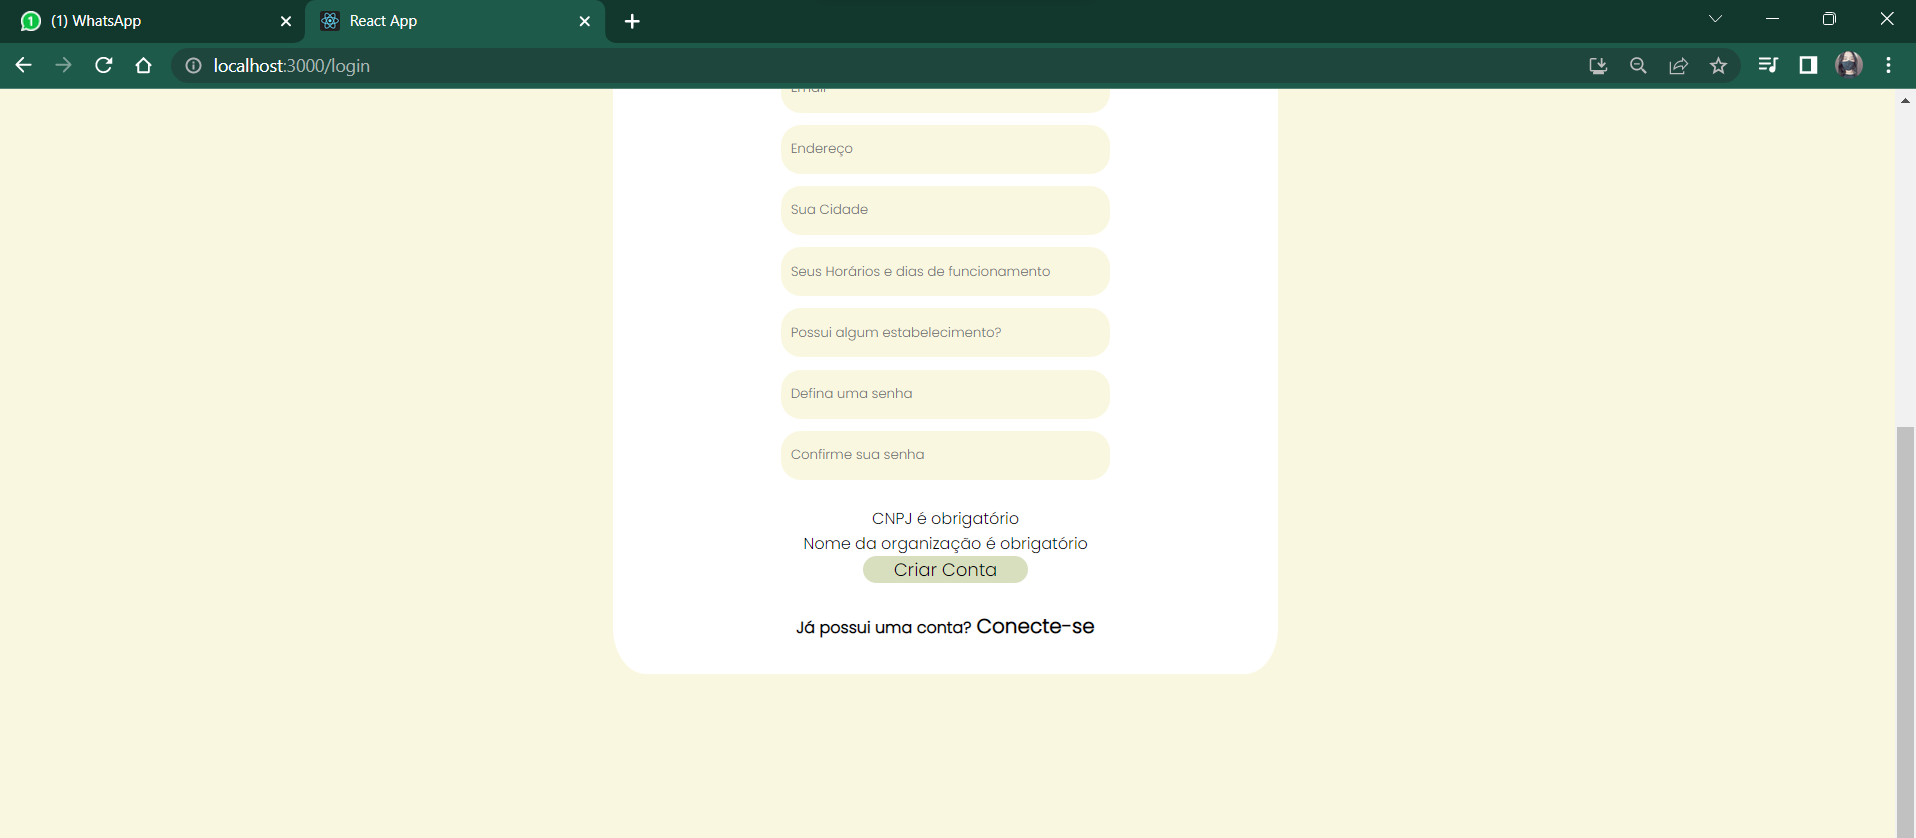 (1) WhatsApp
React App
localhost:3000/login
Email
Endereço
Sua Cidade
Seus Horários e dias de funcionamento
Possui algum estabelecimento?
Defina uma senha
Confirme sua senha
CNPJ é obrigatório
Nome da organização é obrigatório
Criar Conta
Já possui uma conta? Conecte-se